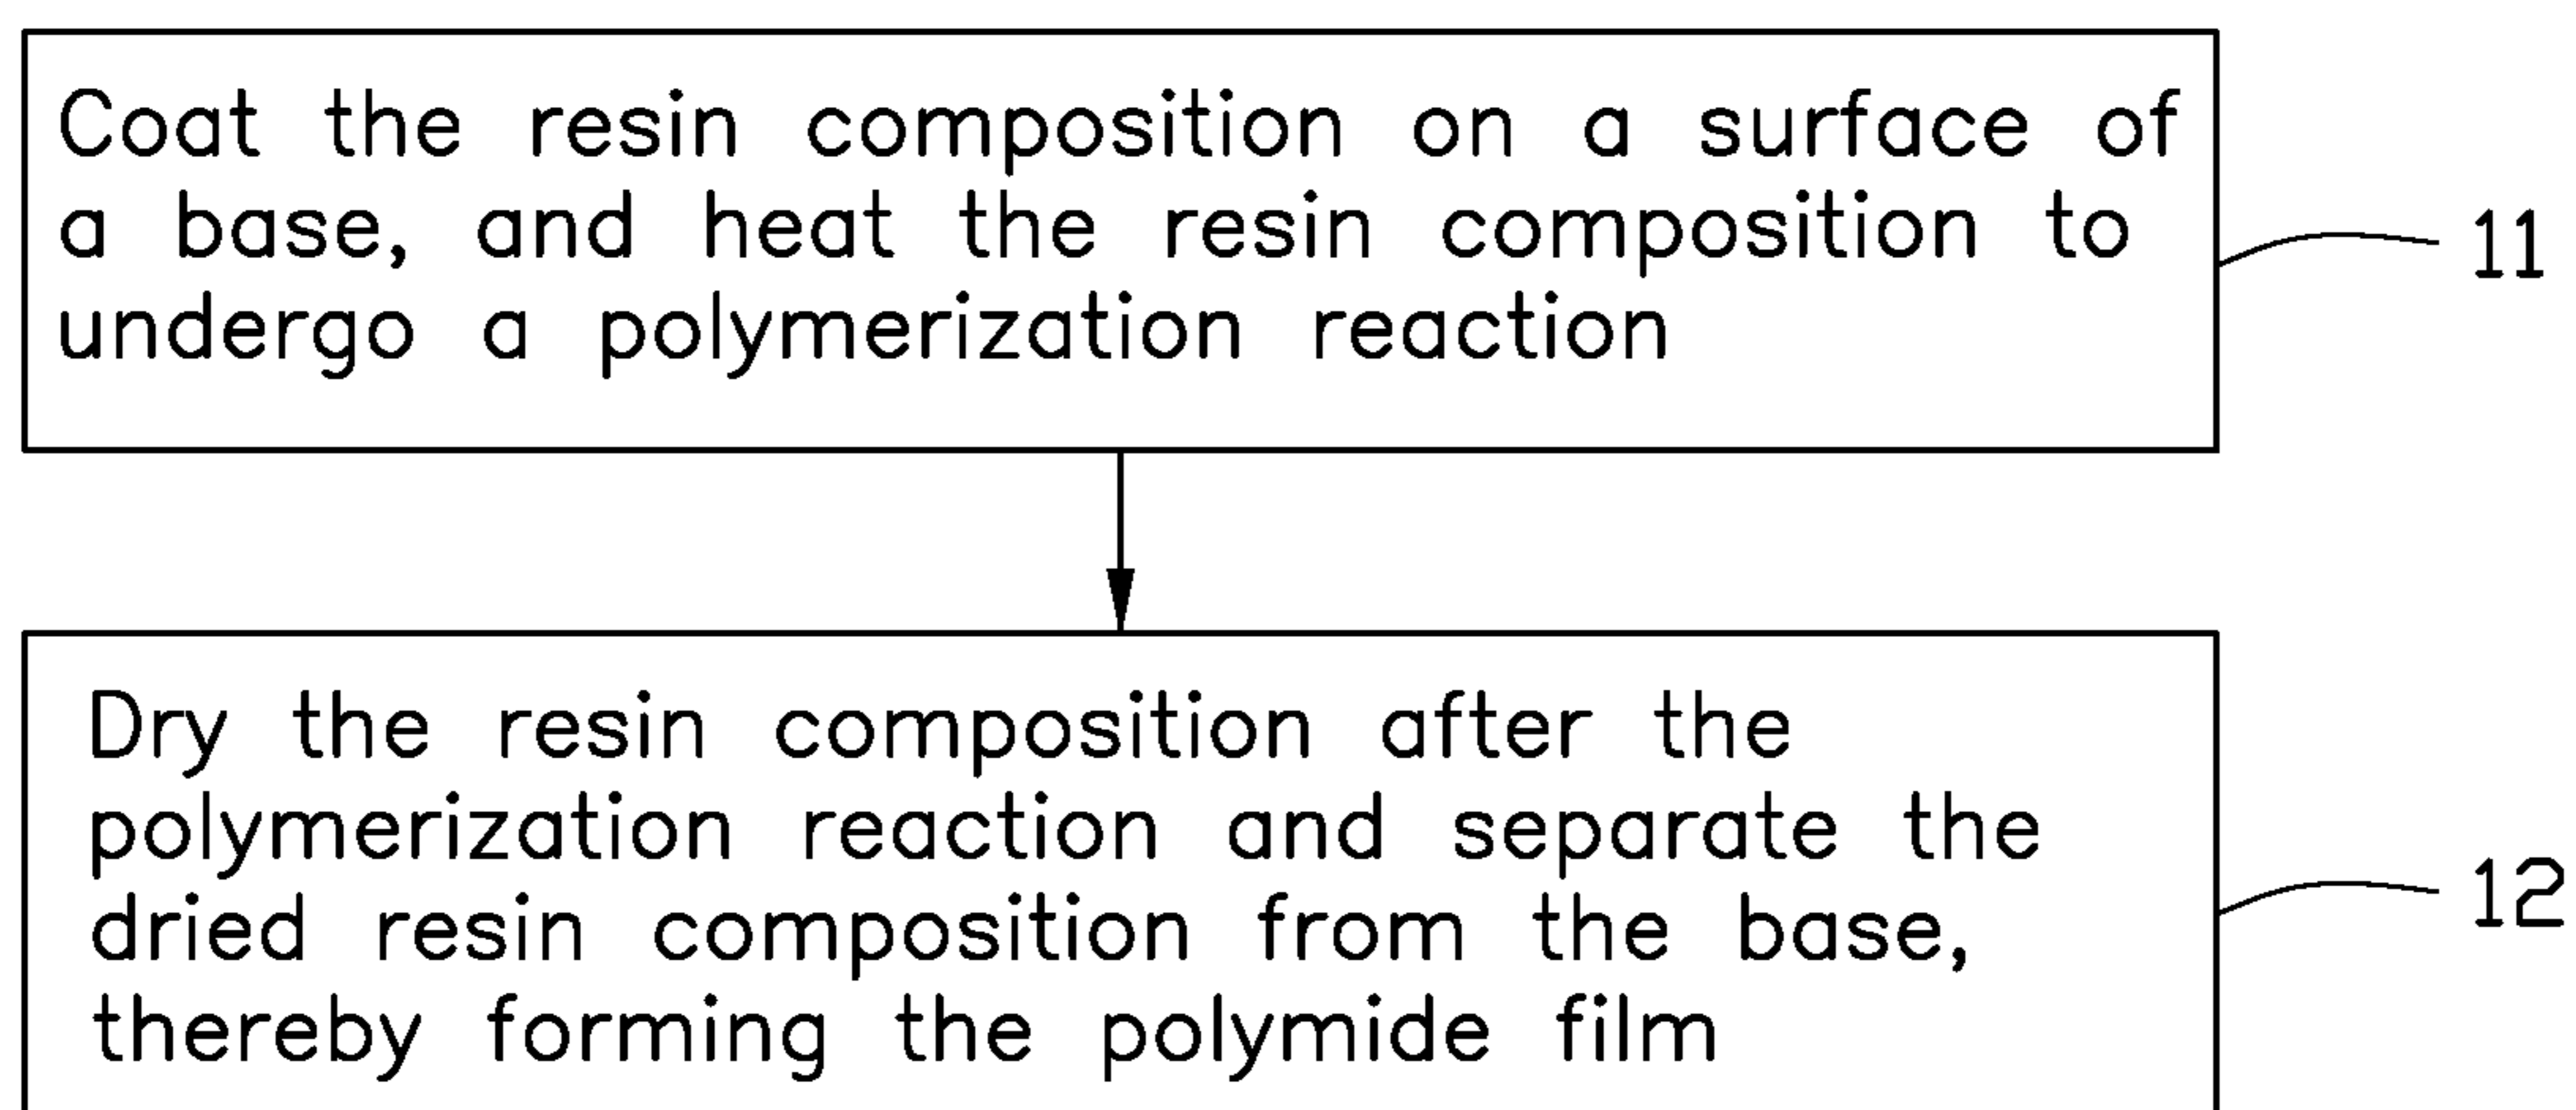 Coat the resin composition on a surface of
a base, and heat the resin composition to
undergo a polymerization reaction
11
Dry the resin composition after the
polymerization reaction and separate the
dried resin composition from the base,
thereby forming the polymide film
12